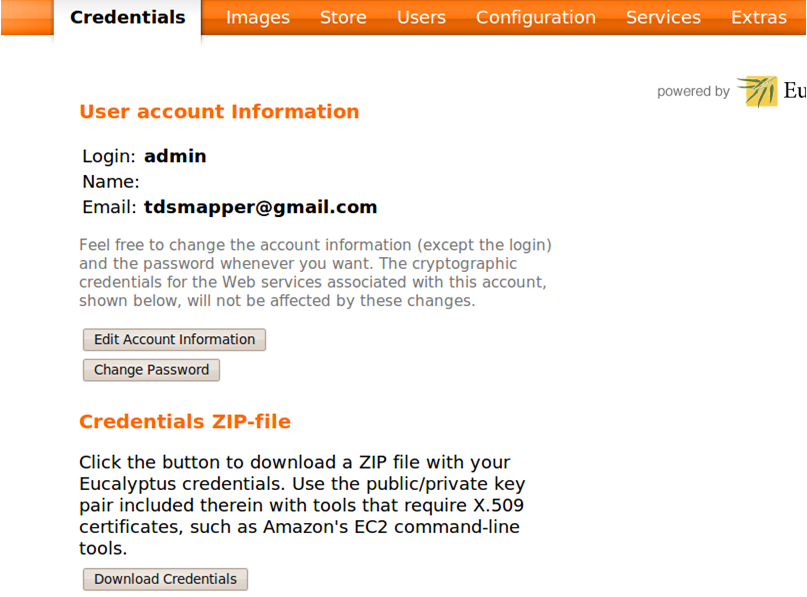 Credentials Images Store Users Configuration Services Extras
powered by Eu
User account Information
Login: admin
Name:
Email: tdsmapper@gmail.com
Feel free to change the account information (except the login)
and the password whenever you want. The cryptographic
credentials for the Web services associated with this account,
shown below, will not be affected by these changes.
Edit Account Information
Change Password
Credentials ZIP-file
Click the button to download a ZIP file with your
Eucalyptus credentials. Use the public/private key
pair included therein with tools that require X.509
certificates, such as Amazon's EC2 command-line
tools.
Download Credentials